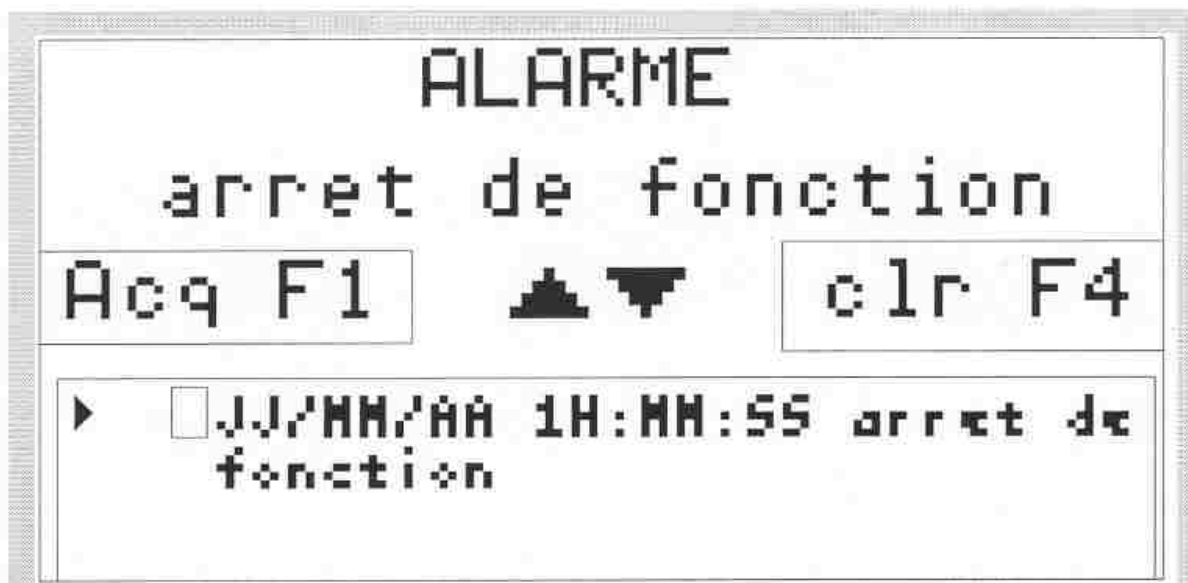 ALARME
arret de fonction
Acq F1 ▲▼ clr F4
JJ/MM/AA 1H:MM:SS arret de
fonction